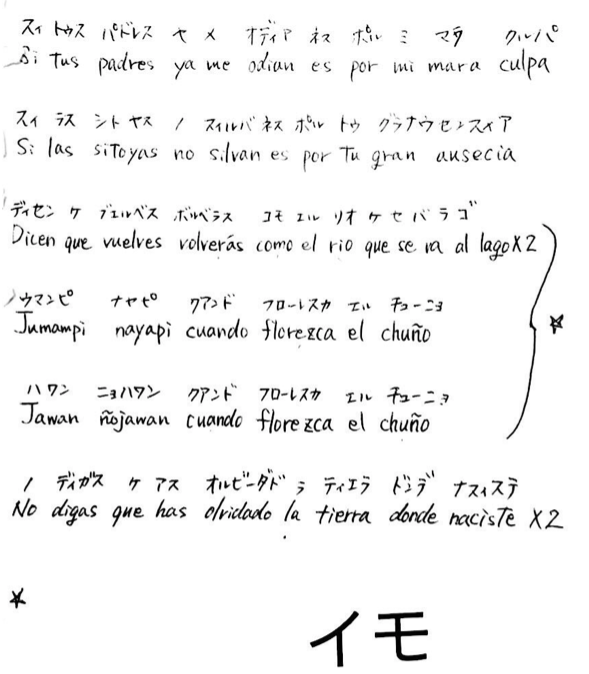 スィ トゥス パドレス ヤ メ オディア ネス ポル ミ マラ クルパ
Si tus padres ya me odian es por mi mara culpa
スィ ラス シトヤス ノ スィルバ ネス ポル トゥ グラナウセンスィア
Si las sitoyas no silvan es por tu gran ausecia
ディセン ケ ブエルベス ボルベラス コモ エル リオ ケ セ バ ラ ゴ
Dicen que vuelves volverás como el rio que se va al lago X2
フウマンピ ナヤピ クアンド フローレスカ エル チューニョ
Jumampi nayapi cuando florezca el chuño
ハワン ニョハワン クアンド フローレスカ エル チューニョ
Jawan ñojawan cuando florezca el chuño
ノ ディガス ケ アス オルビーダド ラ ティエラ ドンデ ナスィステ
No digas que has olvidado la tierra donde naciste X2
イモ